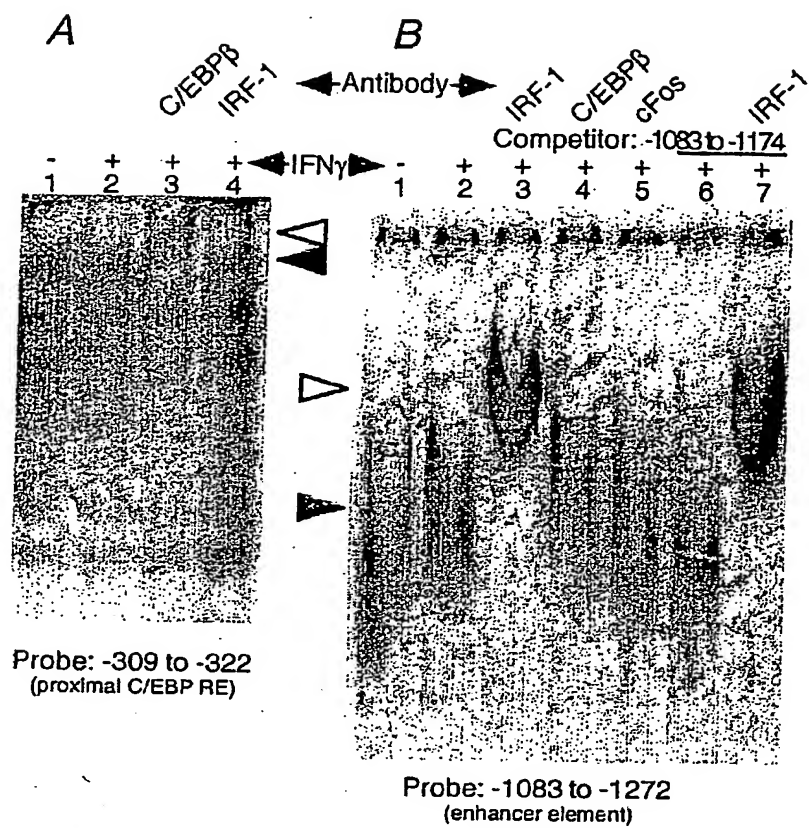 A
B
C/EBPβ
IRF-1
Antibody
IRF-1
C/EBPβ
cFos
IRF-1
Competitor: -1083 to -1174
- + + +
IFNγ
- + + + + + +
1 2 3 4
1 2 3 4 5 6 7
Probe: -309 to -322
(proximal C/EBP RE)
Probe: -1083 to -1272
(enhancer element)